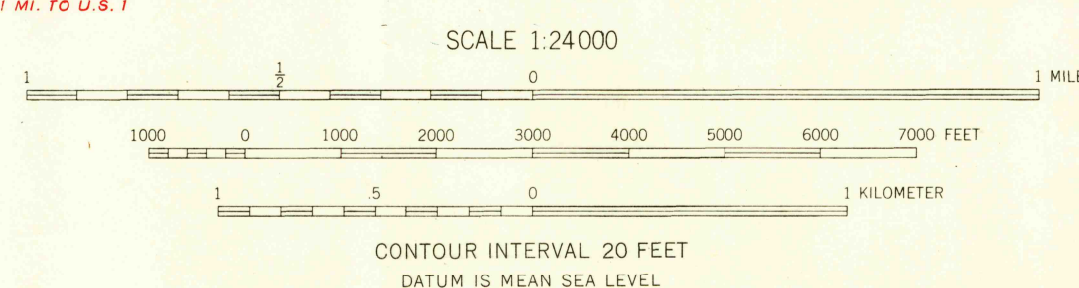 1 MI. TO U.S. 1
SCALE 1:24000
1 1/2 0 1 MILE
1000 0 1000 2000 3000 4000 5000 6000 7000 FEET
1 .5 0 1 KILOMETER
CONTOUR INTERVAL 20 FEET
DATUM IS MEAN SEA LEVEL